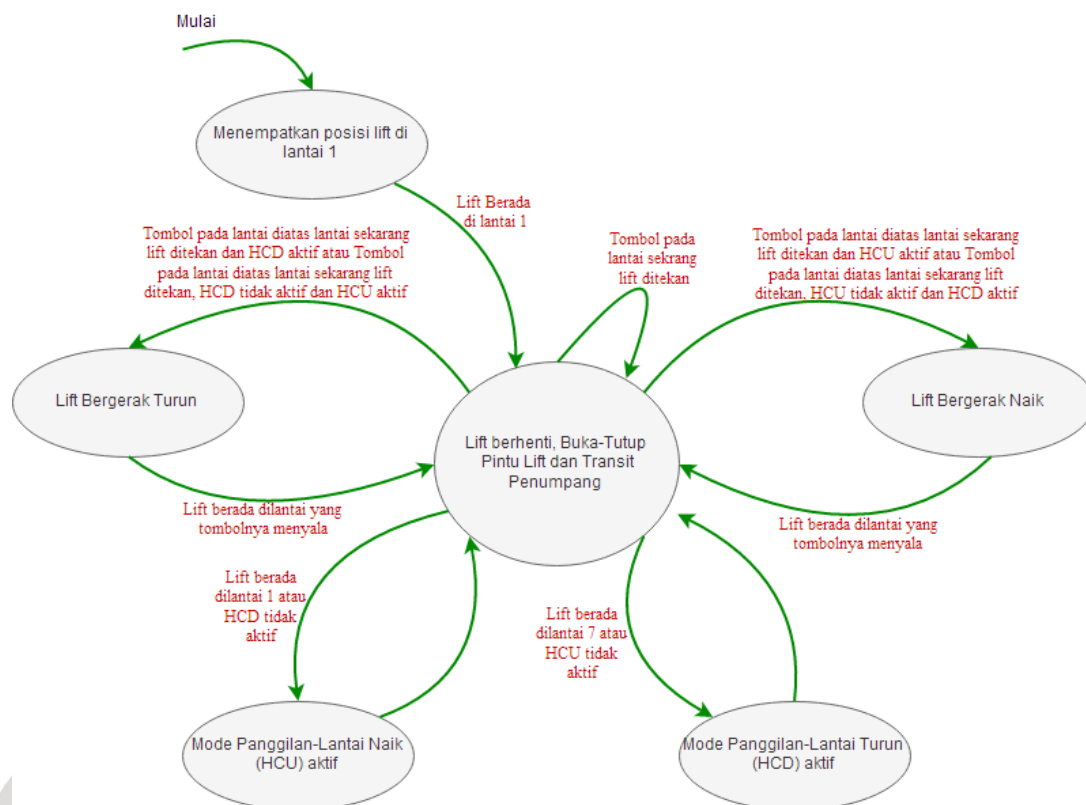 Mulai
Menempatkan posisi lift di
lantai 1
Lift Berada
di lantai 1
Tombol pada lantai diatas lantai sekarang
lift ditekan dan HCD aktif atau Tombol
pada lantai diatas lantai sekarang lift
ditekan, HCD tidak aktif dan HCU aktif
Tombol pada
lantai sekrang
lift ditekan
Tombol pada lantai diatas lantai sekarang
lift ditekan dan HCU aktif atau Tombol
pada lantai diatas lantai sekarang lift
ditekan, HCU tidak aktif dan HCD aktif
Lift Bergerak Turun
Lift berhenti, Buka-Tutup
Pintu Lift dan Transit
Penumpang
Lift Bergerak Naik
Lift berada dilantai yang
tombolnya menyala
Lift berada dilantai yang
tombolnya menyala
Lift berada
dilantai 1 atau
HCD tidak
aktif
Lift berada
dilantai 7 atau
HCU tidak
aktif
Mode Panggilan-Lantai Naik
(HCU) aktif
Mode Panggilan-Lantai Turun
(HCD) aktif